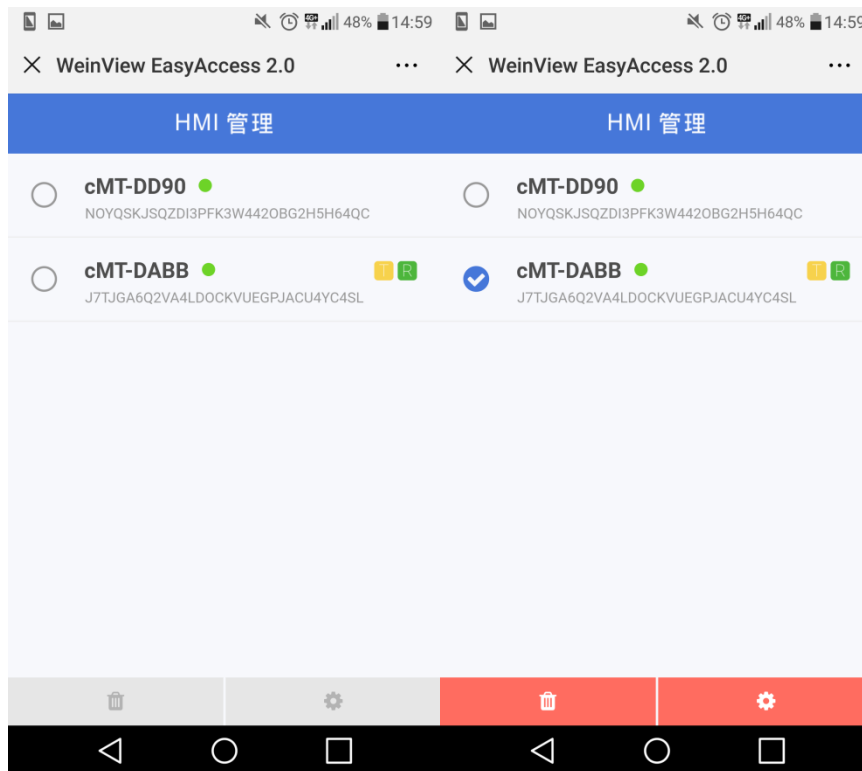 48% 14:59
WeinView EasyAccess 2.0
HMI 管理
cMT-DD90
NOYQSKJSQZDI3PFK3W442OBG2H5H64QC
cMT-DABB T R
J7TJGA6Q2VA4LDOCKVUEGPJACU4YC4SL
48% 14:59
WeinView EasyAccess 2.0
HMI 管理
cMT-DD90
NOYQSKJSQZDI3PFK3W442OBG2H5H64QC
cMT-DABB T R
J7TJGA6Q2VA4LDOCKVUEGPJACU4YC4SL